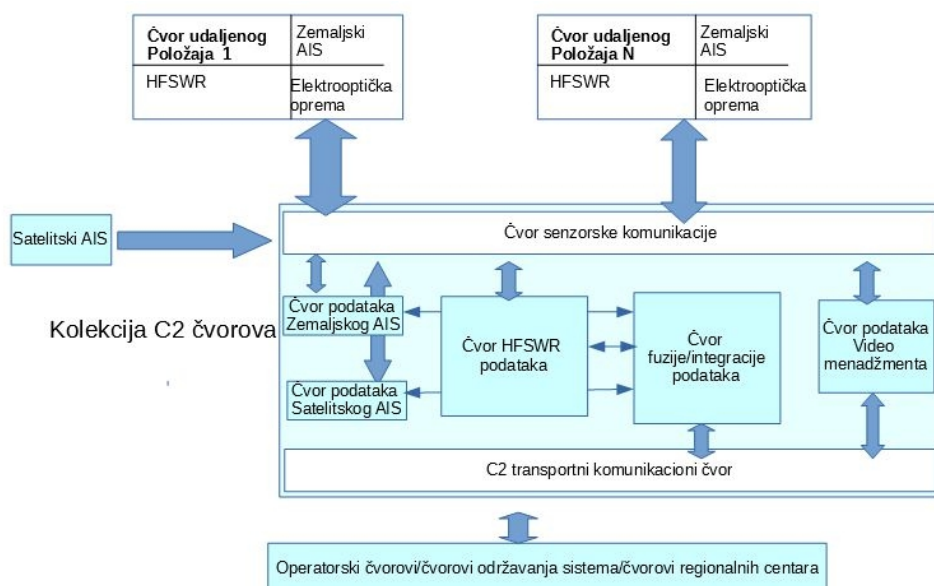 Čvor udaljenog
Položaja 1
Zemaljski
AIS
HFSWR
Elektrooptička
oprema
Čvor udaljenog
Položaja N
Zemaljski
AIS
HFSWR
Elektrooptička
oprema
Satelitski AIS
Čvor senzorske komunikacije
Kolekcija C2 čvorova
Čvor podataka
Zemaljskog AIS
Čvor podataka
Satelitskog AIS
Čvor HFSWR
podataka
Čvor
fuzije/integracije
podataka
Čvor podataka
Video
menadžmenta
C2 transportni komunikacioni čvor
Operatorski čvorovi/čvorovi održavanja sistema/čvorovi regionalnih centara